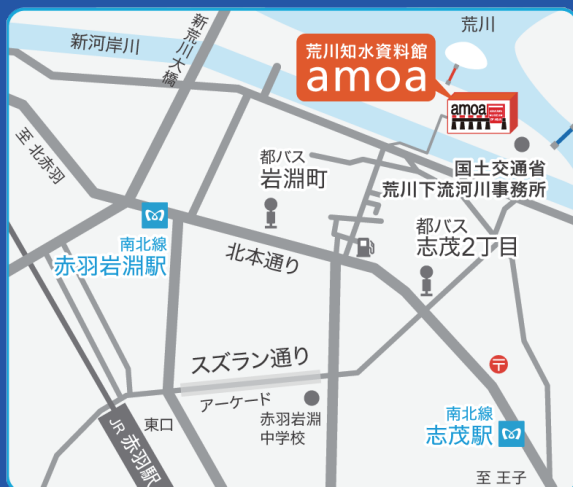 荒川
新河岸川
新荒川大橋
荒川知水資料館
amoa
amoa
至 北赤羽
都バス
岩淵町
国土交通省
荒川下流河川事務所
都バス
志茂2丁目
南北線
赤羽岩淵駅
北本通り
スズラン通り
アーケード
赤羽岩淵
中学校
東口
JR 赤羽駅
南北線
志茂駅
至 王子